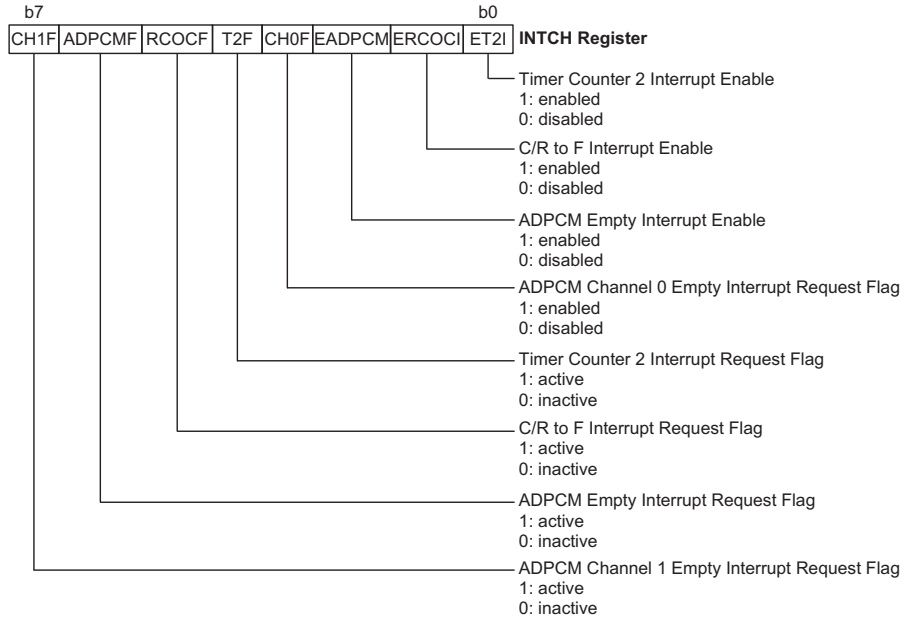 b7 b0
CH1F ADPCMF RCOCF T2F CH0F EADPCM ERCOCI ET2I INTCH Register
Timer Counter 2 Interrupt Enable
1: enabled
0: disabled
C/R to F Interrupt Enable
1: enabled
0: disabled
ADPCM Empty Interrupt Enable
1: enabled
0: disabled
ADPCM Channel 0 Empty Interrupt Request Flag
1: enabled
0: disabled
Timer Counter 2 Interrupt Request Flag
1: active
0: inactive
C/R to F Interrupt Request Flag
1: active
0: inactive
ADPCM Empty Interrupt Request Flag
1: active
0: inactive
ADPCM Channel 1 Empty Interrupt Request Flag
1: active
0: inactive